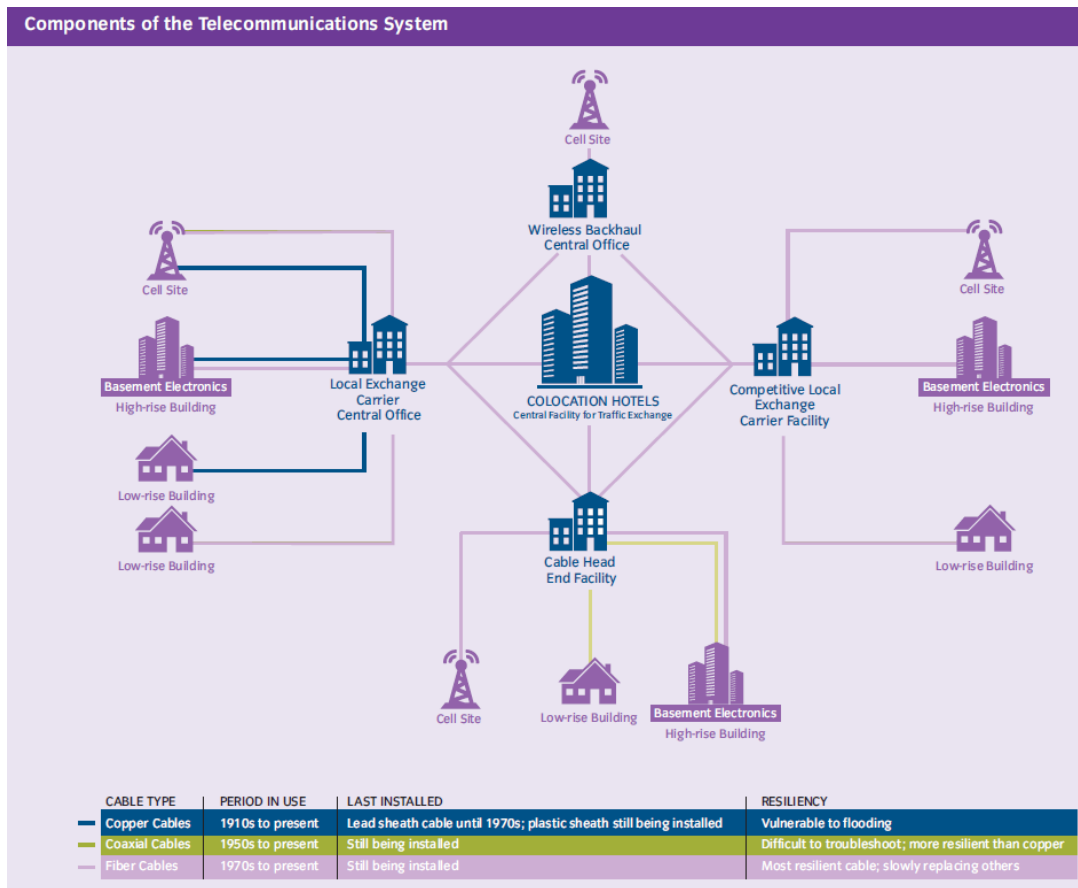 Components of the Telecommunications System
Cell Site
Wireless Backhaul
Central Office
Cell Site
Cell Site
Basement Electronics
High-rise Building
Local Exchange
Carrier
Central Office
COLOCATION HOTELS
Central Facility for Traffic Exchange
Competitive Local
Exchange
Carrier Facility
Basement Electronics
High-rise Building
Low-rise Building
Low-rise Building
Cable Head
End Facility
Low-rise Building
Cell Site
Low-rise Building
Basement Electronics
High-rise Building
CABLE TYPE PERIOD IN USE LAST INSTALLED RESILIENCY
Copper Cables 1910s to present Lead sheath cable until 1970s; plastic sheath still being installed Vulnerable to flooding
Coaxial Cables 1950s to present Still being installed Difficult to troubleshoot; more resilient than copper
Fiber Cables 1970s to present Still being installed Most resilient cable; slowly replacing others